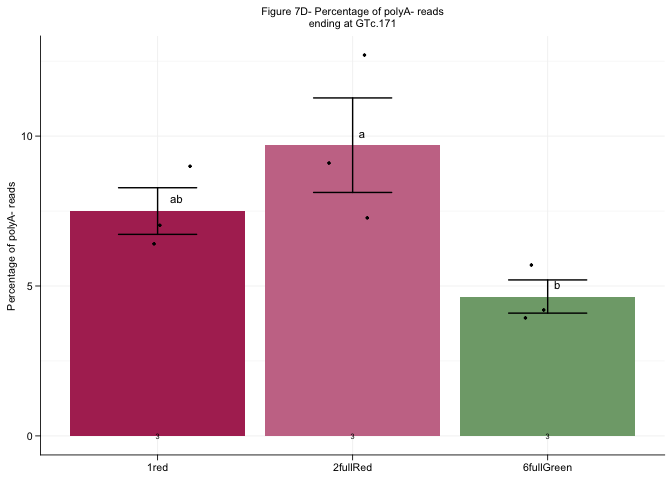 Figure 7D- Percentage of polyA- reads
ending at GTc.171
Percentage of polyA- reads
10
5
0
ab
a
b
3
3
3
1red
2fullRed
6fullGreen